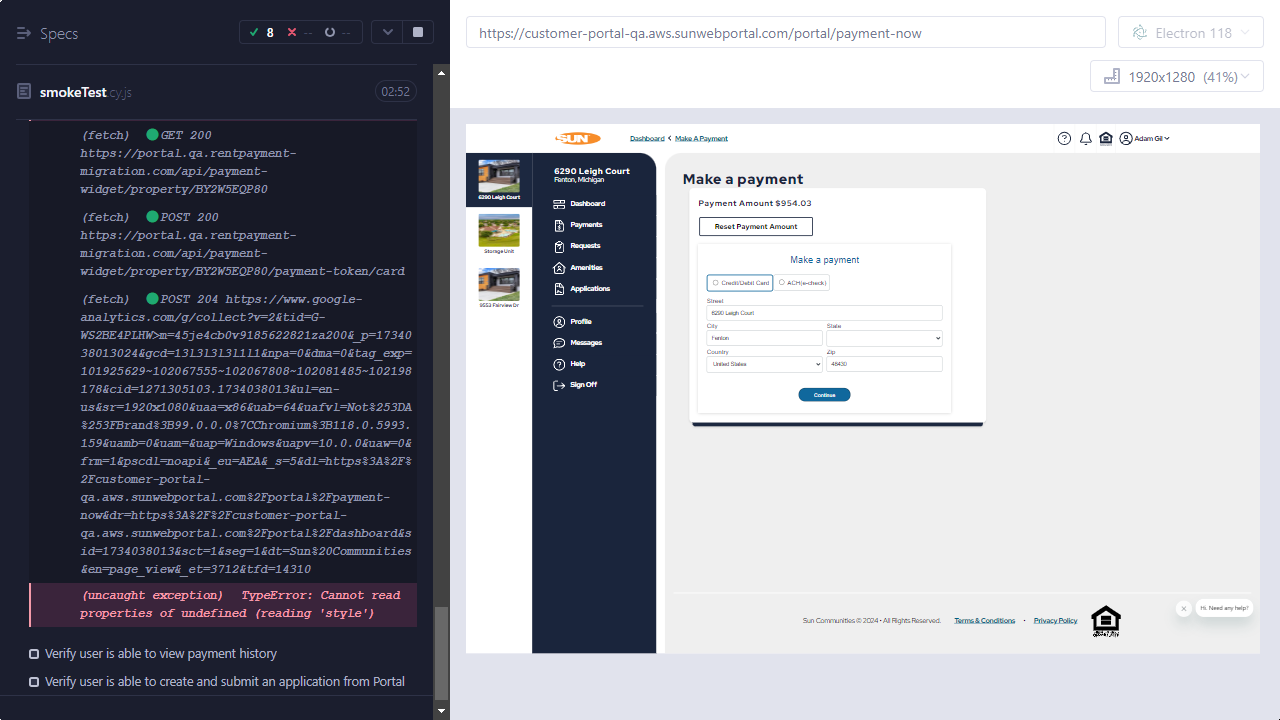 Specs
8
--
--
smokeTest.cy.js
02:52
(fetch) GET 200
https://portal.qa.rentpayment-
migration.com/api/payment-
widget/property/BY2W5EQP80
(fetch) POST 200
https://portal.qa.rentpayment-
migration.com/api/payment-
widget/property/BY2W5EQP80/payment-token/card
(fetch) POST 204 https://www.google-
analytics.com/g/collect?v=2&tid=G-
WS2BE4PLHW&gtm=45je4cb0v9185622821za200&_p=17340
38013024&gcd=13l3l3l3l1l1&npa=0&dma=0&tag_exp=
101925629~102067555~102067808~102081485~102198
178&cid=1271305103.1734038013&ul=en-
us&sr=1920x1080&uaa=x86&uab=64&uafvl=Not%253DA
%253FBrand%3B99.0.0.0%7CChromium%3B118.0.5993.
159&uamb=0&uam=&uap=Windows&uapv=10.0.0&uaw=0&
frm=1&pscdl=noapi&_eu=AEA&_s=5&dl=https%3A%2F%
2Fcustomer-portal-
qa.aws.sunwebportal.com%2Fportal%2Fpayment-
now&dr=https%3A%2F%2Fcustomer-portal-
qa.aws.sunwebportal.com%2Fportal%2Fdashboard&s
id=1734038013&sct=1&seg=1&dt=Sun%20Communities
&en=page_view&_et=3712&tfd=14310
(uncaught exception) TypeError: Cannot read
properties of undefined (reading 'style')
Verify user is able to view payment history
Verify user is able to create and submit an application from Portal
https://customer-portal-qa.aws.sunwebportal.com/portal/payment-now
Electron 118
1920x1280 (41%)
SUN
Dashboard < Make A Payment
Adam Gil
6290 Leigh Court
Storage Unit
9553 Fairview Dr
6290 Leigh Court
Fenton, Michigan
Dashboard
Payments
Requests
Amenities
Applications
Profile
Messages
Help
Sign Off
Make a payment
Payment Amount $954.03
Reset Payment Amount
Make a payment
Credit/Debit Card
ACH(e-check)
Street
6290 Leigh Court
City
State
Fenton
Country
Zip
United States
48430
Continue
Sun Communities © 2024 • All Rights Reserved.
Terms & Conditions • Privacy Policy
Hi. Need any help?